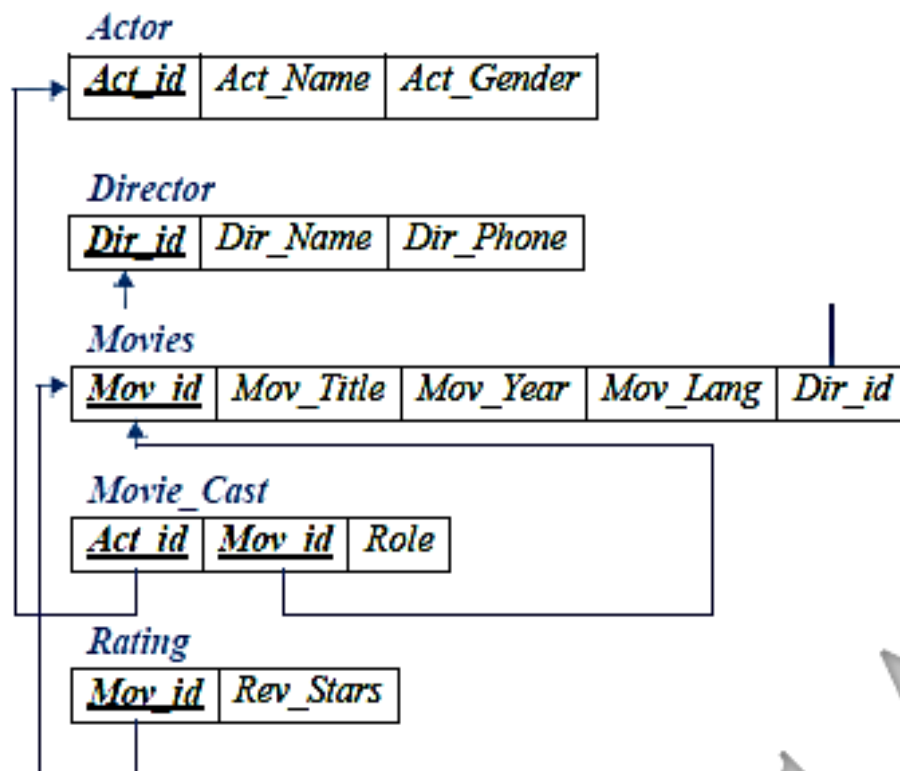 Actor
Act_id Act_Name Act_Gender
Director
Dir_id Dir_Name Dir_Phone
Movies
Mov_id Mov_Title Mov_Year Mov_Lang Dir_id
Movie_Cast
Act_id Mov_id Role
Rating
Mov_id Rev_Stars